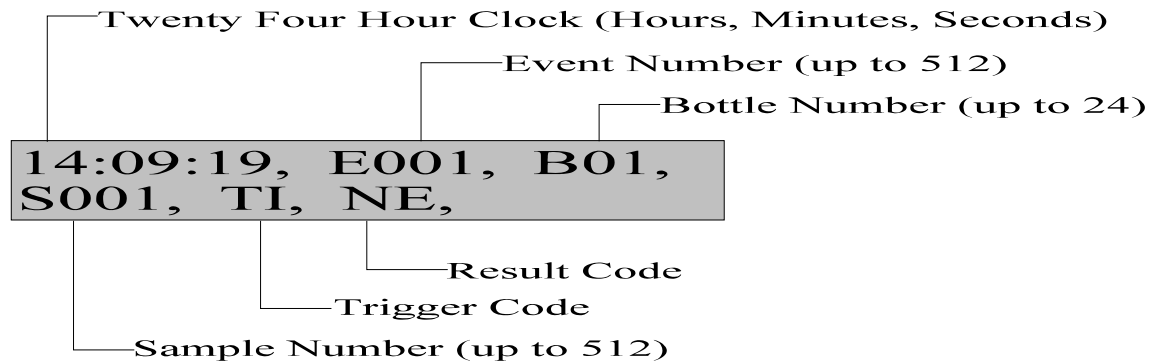 Twenty Four Hour Clock (Hours, Minutes, Seconds)
Event Number (up to 512)
Bottle Number (up to 24)
14:09:19, E001, B01,
S001, TI, NE,
Result Code
Trigger Code
Sample Number (up to 512)